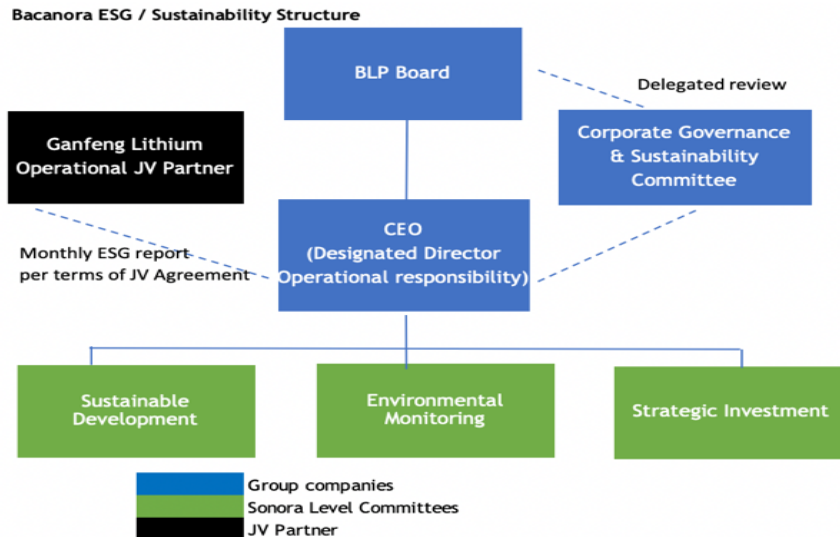 Bacanora ESG / Sustainability Structure
BLP Board
Delegated review
Ganfeng Lithium
Operational JV Partner
Corporate Governance
& Sustainability
Committee
CEO
(Designated Director
Operational responsibility)
Monthly ESG report
per terms of JV Agreement
Sustainable
Development
Environmental
Monitoring
Strategic Investment
Group companies
Sonora Level Committees
JV Partner